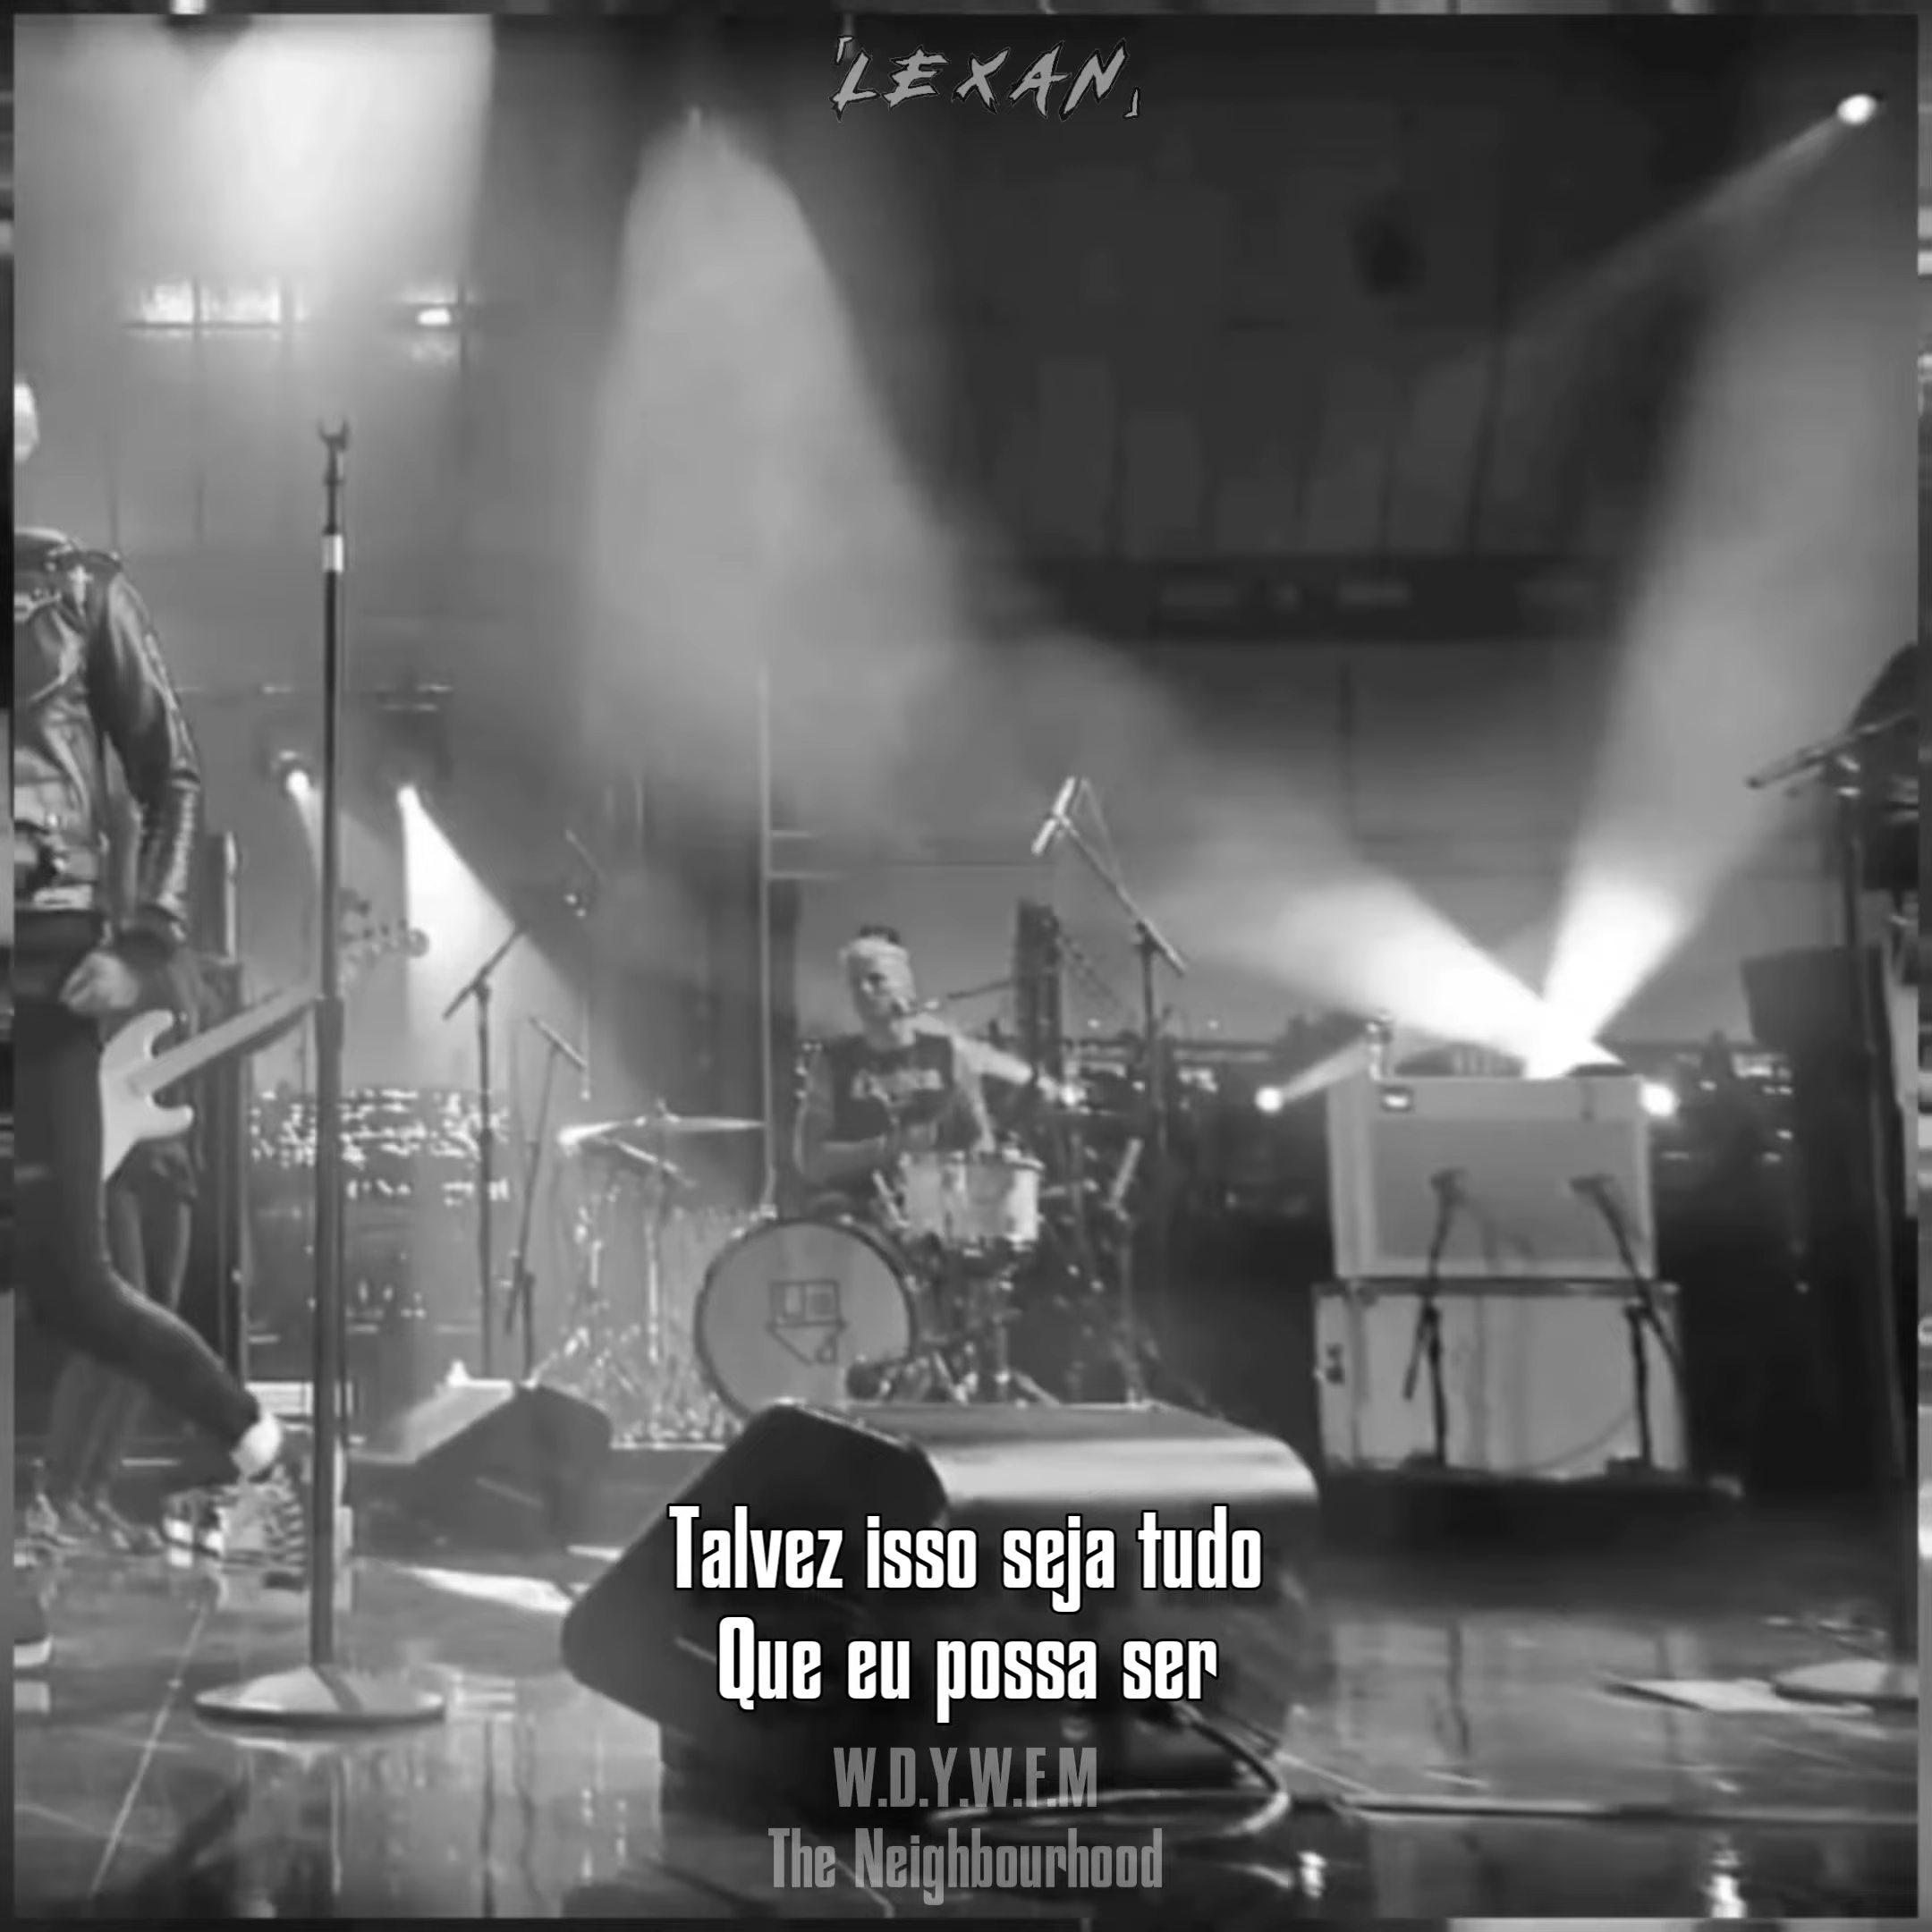 「LEXAN」
Talvez isso seja tudo
Que eu possa ser
W.D.Y.W.F.M
The Neighbourhood